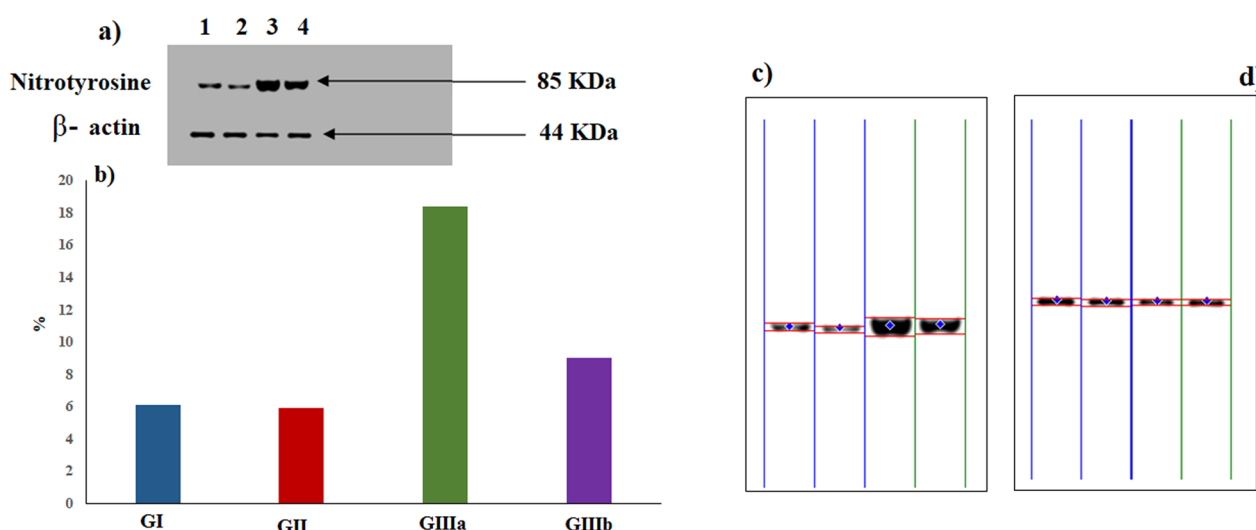 a)
1 2 3 4
Nitrotyrosine
85 KDa
β- actin
44 KDa
b)
20
18
16
14
12
10
8
6
4
2
0
%
GI
GII
GIIIa
GIIIb
c)
d)